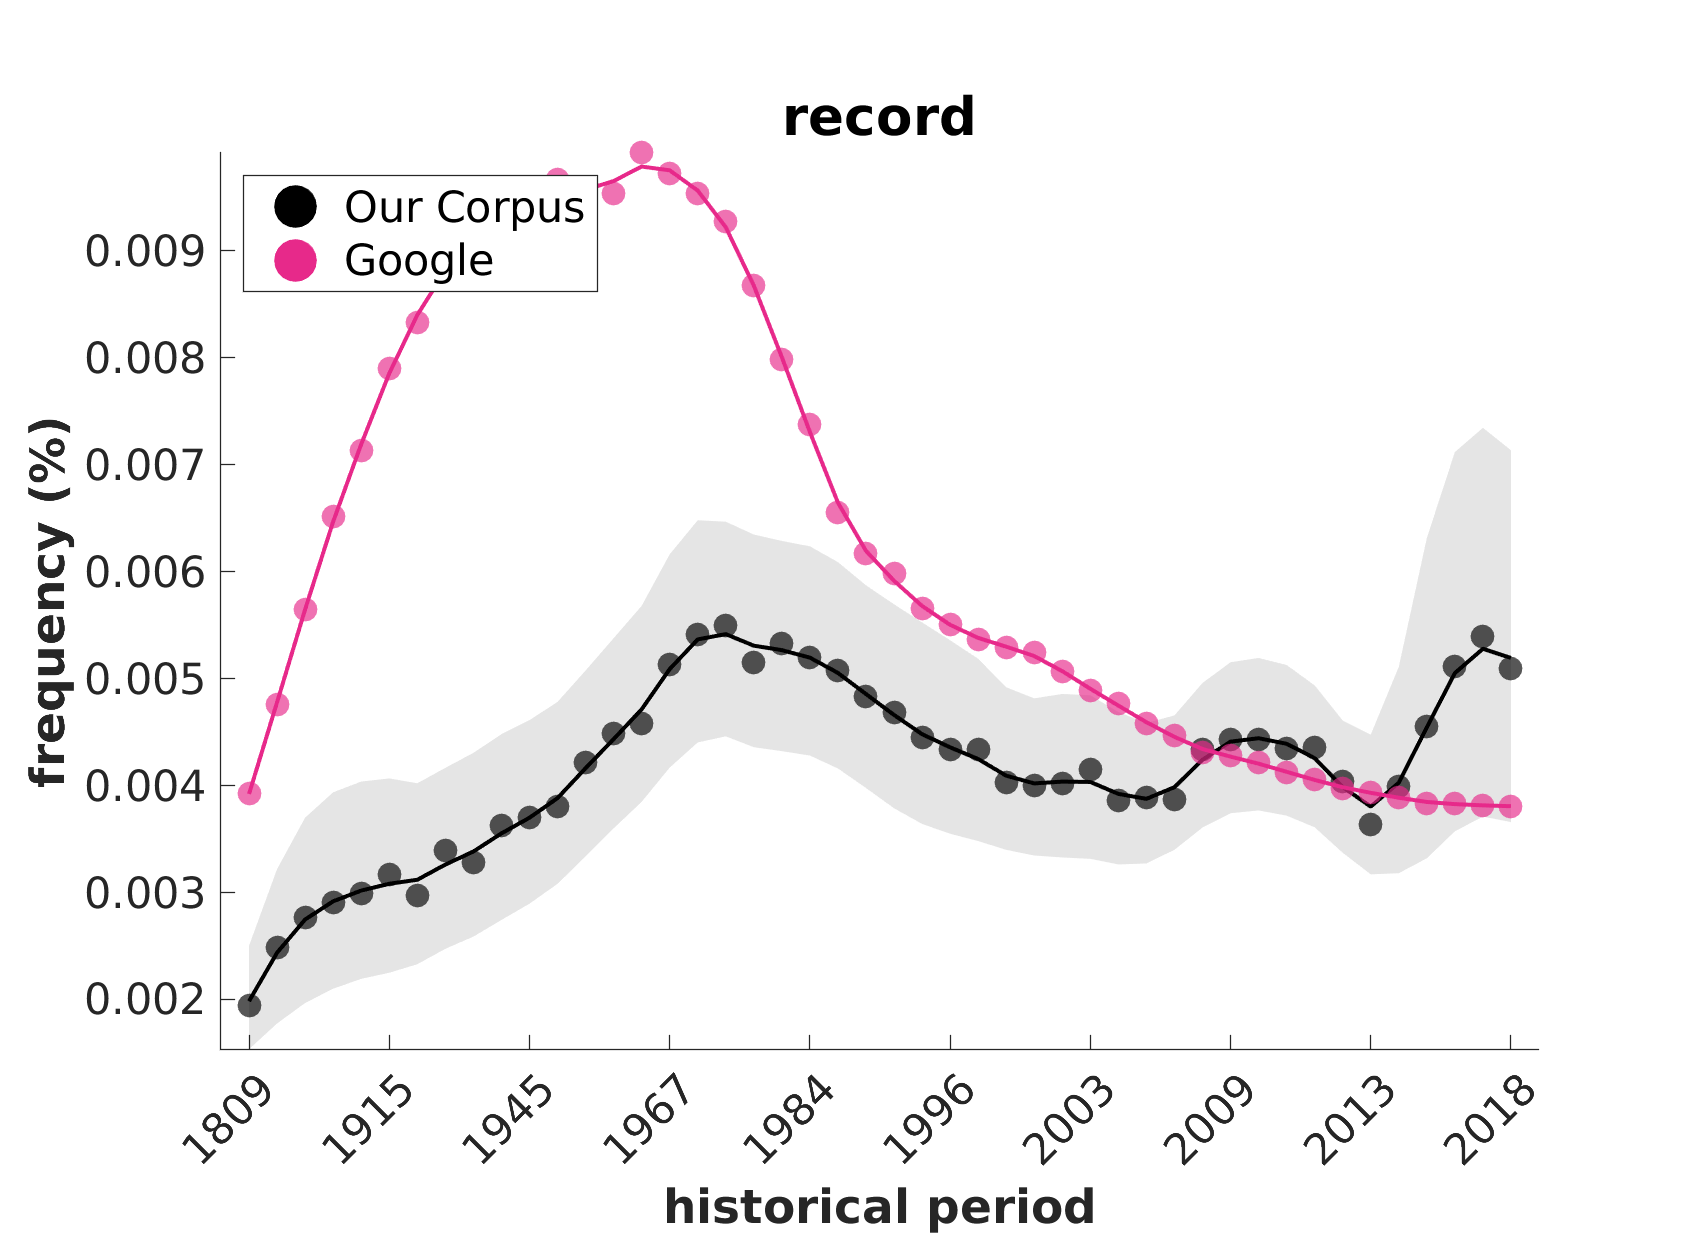 record
Our Corpus
Google
frequency (%)
0.009
0.008
0.007
0.006
0.005
0.004
0.003
0.002
1809 1915 1945 1967 1984 1996 2003 2009 2013 2018
historical period